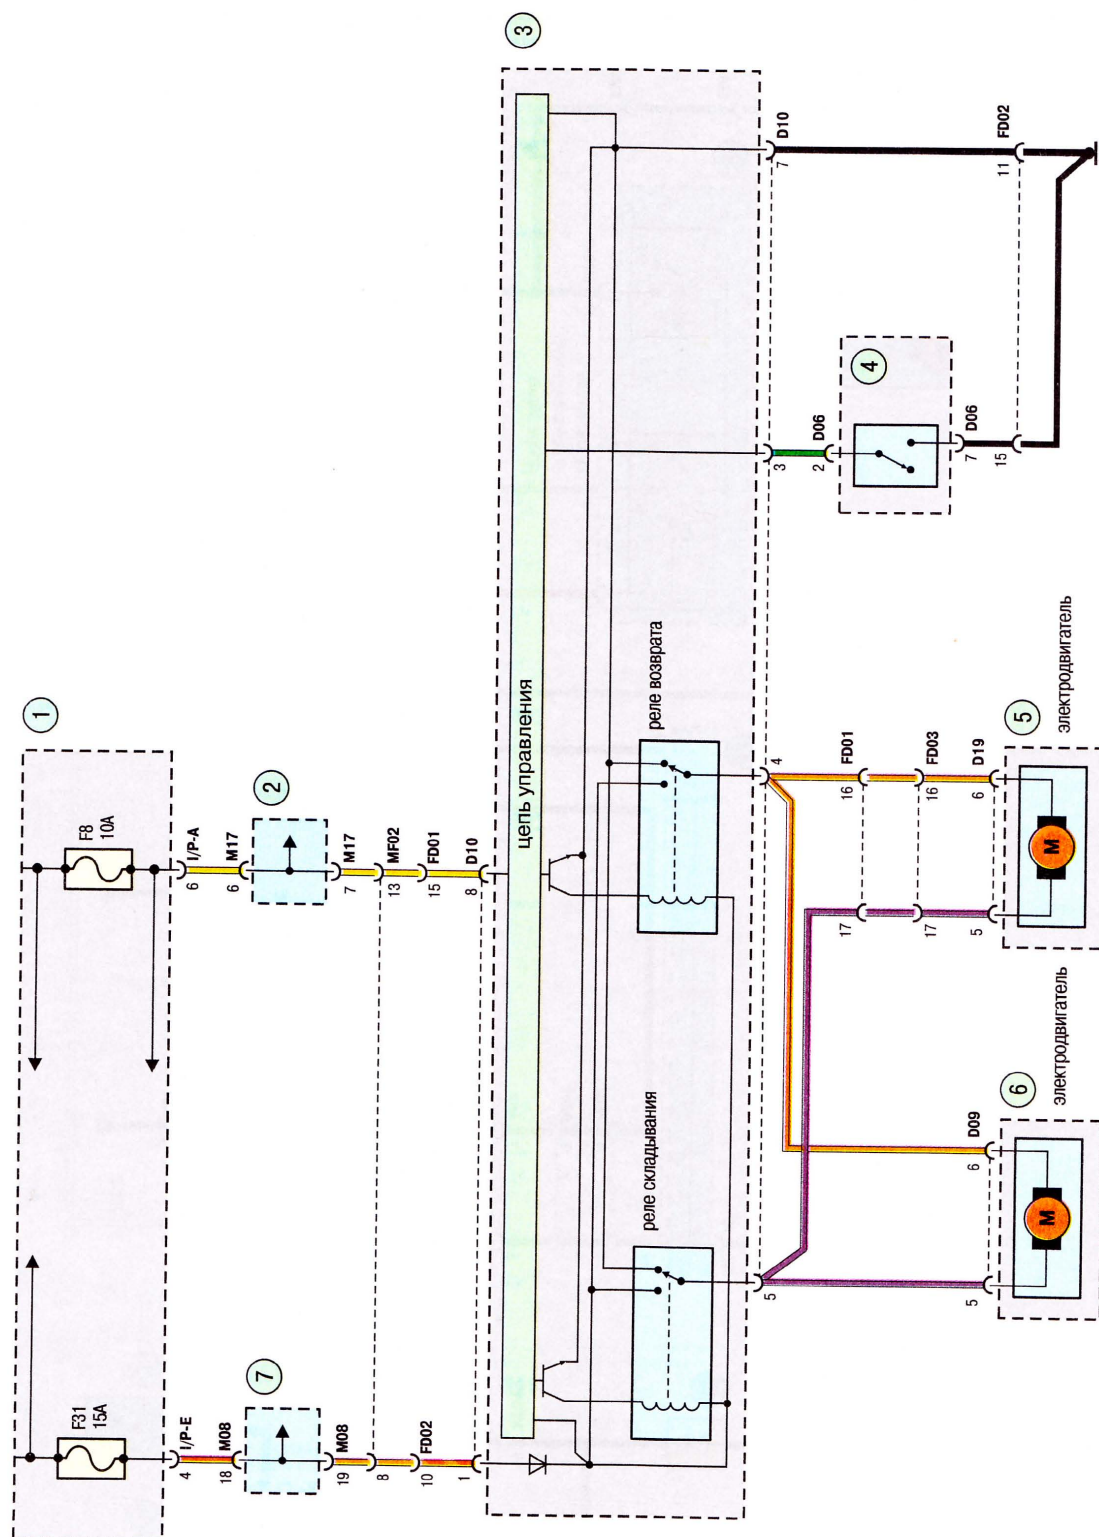 1
F31
15A
F8
10A
4 I/P-E
6 I/P-A
18 M08
6 M17
7
2
19 M08
7 M17
8
13 MF02
10 FD02
15 FD01
1
8 D10
3
цепь управления
реле складывания
реле возврата
5
4
3
7 D10
2 D06
4
17
16 FD01
17
16 FD03
5
6 D09
5
6 D19
7 D06
15
11 FD02
6
5
M
M
электродвигатель
электродвигатель